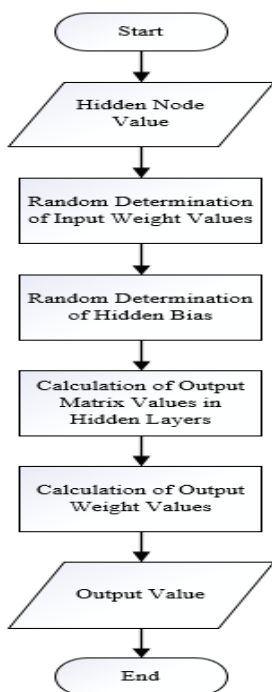 Start
Hidden Node
Value
Random Determination
of Input Weight Values
Random Determination
of Hidden Bias
Calculation of Output
Matrix Values in
Hidden Layers
Calculation of Output
Weight Values
Output Value
End